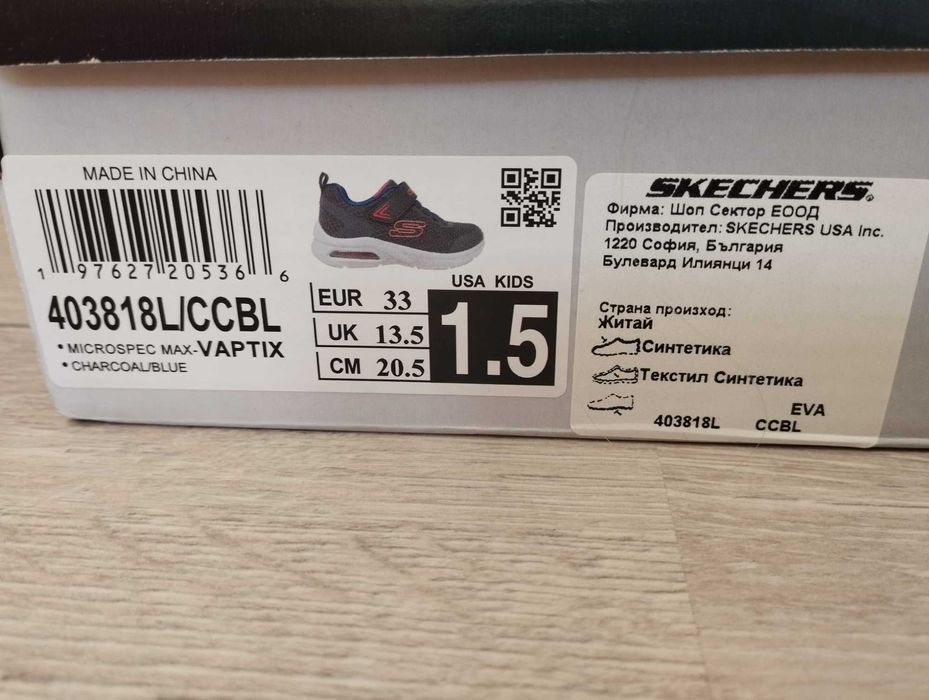 MADE IN CHINA
1 97627 20536 6
403818L/CCBL
• MICROSPEC MAX-VAPTIX
• CHARCOAL/BLUE
USA KIDS
EUR 33
UK 13.5
CM 20.5
1.5
SKECHERS.
Фирма: Шоп Сектор ЕООД
Производител: SKECHERS USA Inc.
1220 София, България
Булевард Илиянци 14
Страна произход:
Житай
Синтетика
Текстил Синтетика
EVA
403818L CCBL